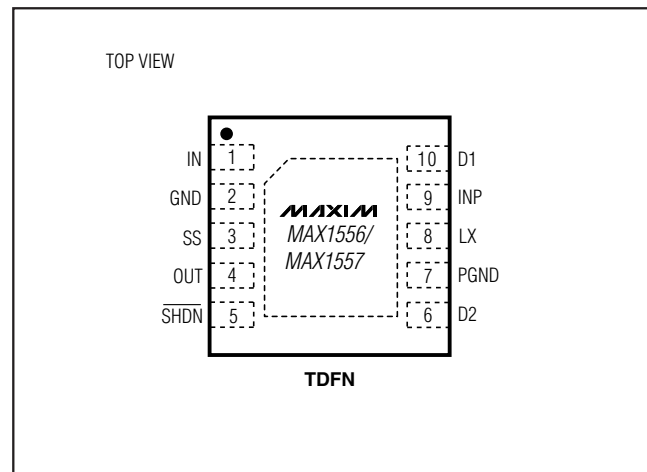 TOP VIEW
IN 1
GND 2
SS 3
OUT 4
SHDN 5
10 D1
9 INP
8 LX
7 PGND
6 D2
MAXIM
MAX1556/
MAX1557
TDFN